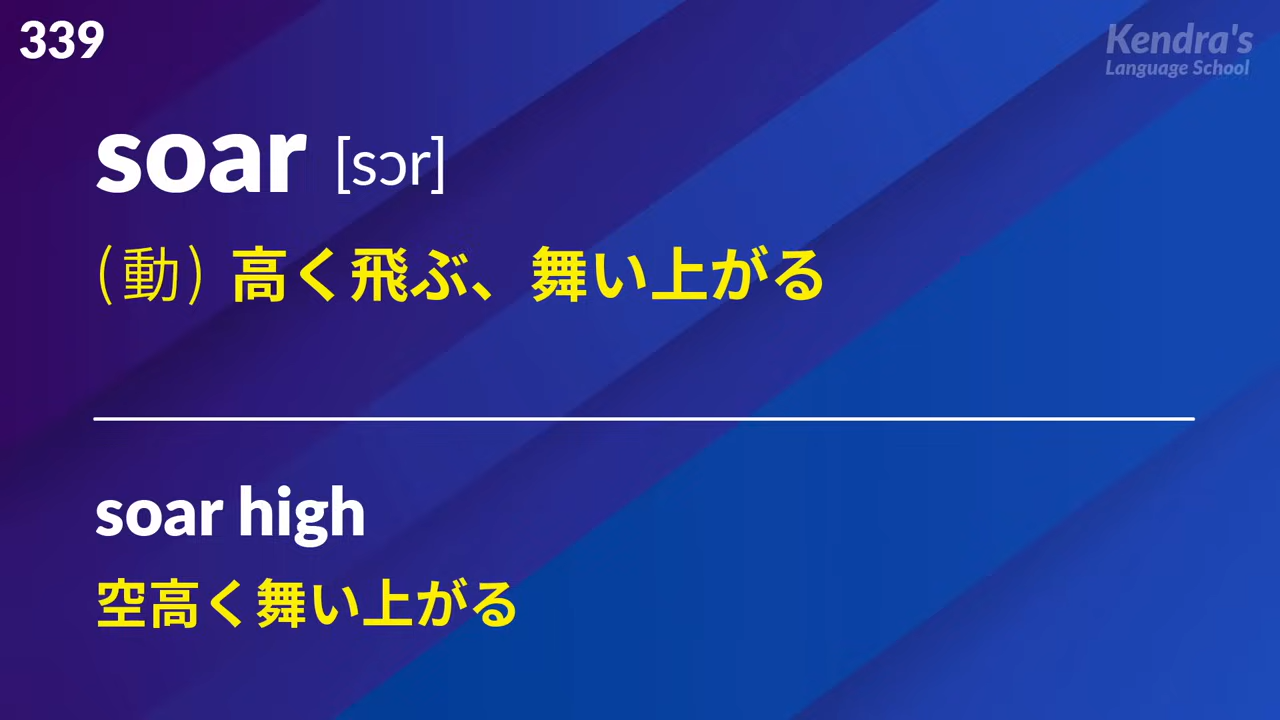 339
Kendra's
Language School
soar [sɔr]
(動) 高く飛ぶ、舞い上がる
soar high
空高く舞い上がる